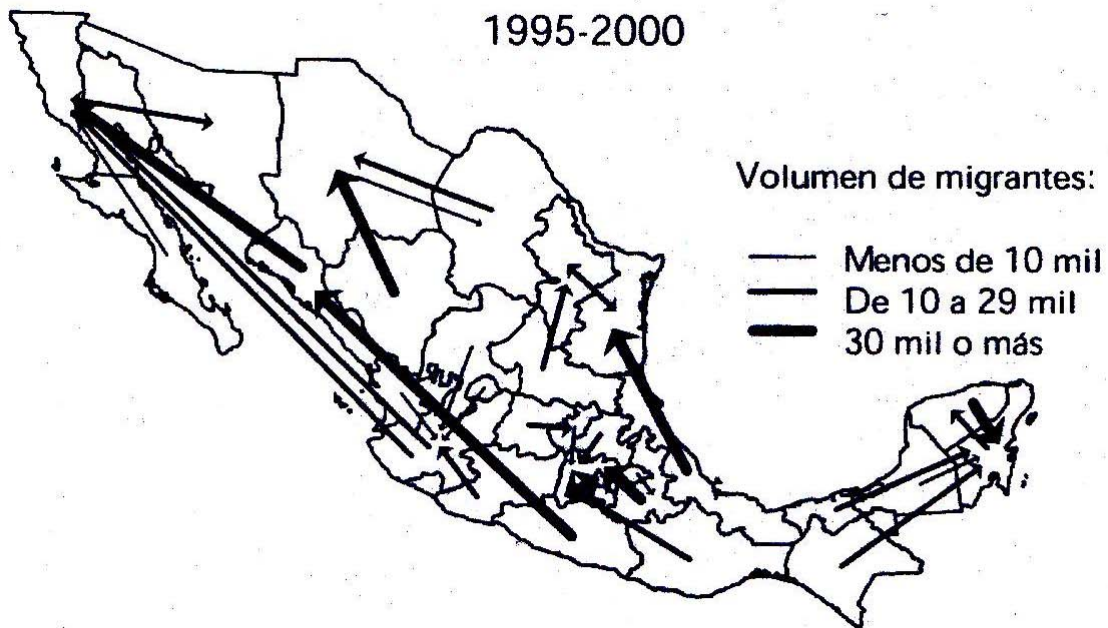 1995-2000
Volumen de migrantes:
Menos de 10 mil
De 10 a 29 mil
30 mil o más